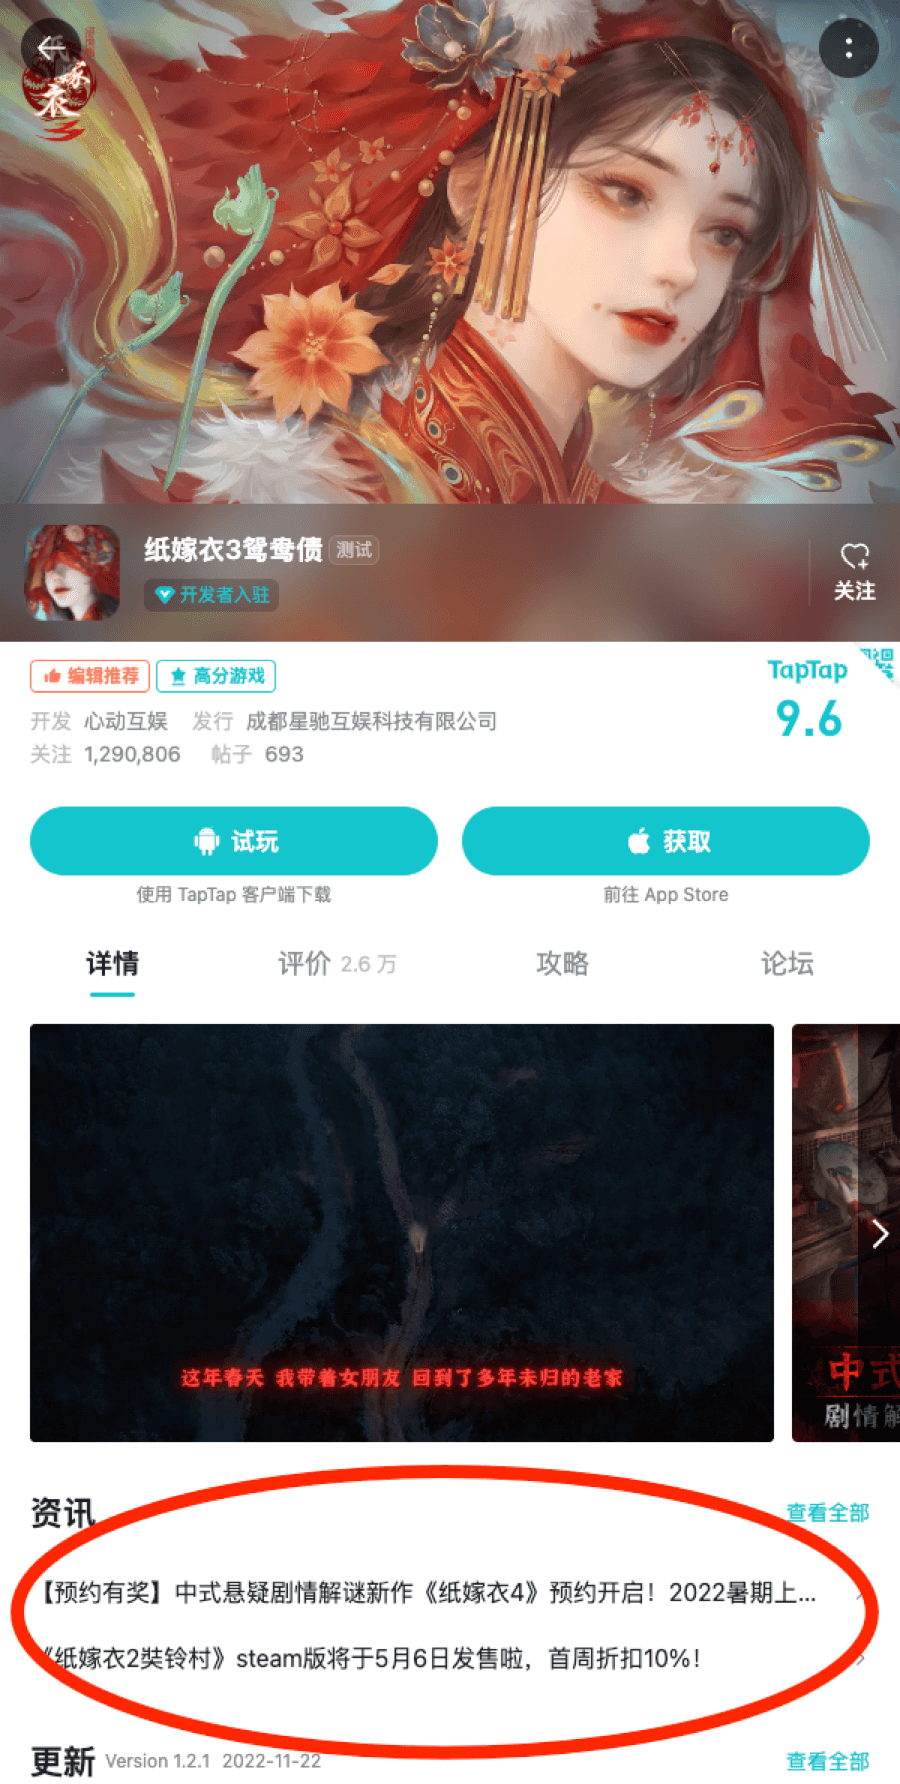 纸嫁衣3
纸嫁衣3鸳鸯债 测试
开发者入驻
关注
编辑推荐 高分游戏
TapTap
9.6
开发 心动互娱 发行 成都星驰互娱科技有限公司
关注 1,290,806 帖子 693
试玩
获取
使用 TapTap 客户端下载
前往 App Store
详情 评价 2.6 万 攻略 论坛
这年春天 我带着女朋友 回到了多年未归的老家
中式
剧情解
资讯 查看全部
【预约有奖】中式悬疑剧情解谜新作《纸嫁衣4》预约开启！2022暑期上...
《纸嫁衣2奘铃村》steam版将于5月6日发售啦，首周折扣10%！
更新 Version 1.2.1 2022-11-22 查看全部